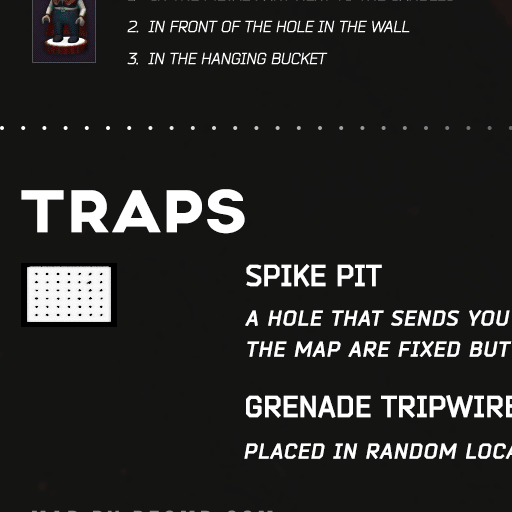 2. IN FRONT OF THE HOLE IN THE WALL
3. IN THE HANGING BUCKET
TRAPS
SPIKE PIT
A HOLE THAT SENDS YOU
THE MAP ARE FIXED BUT
GRENADE TRIPWIRE
PLACED IN RANDOM LOCA